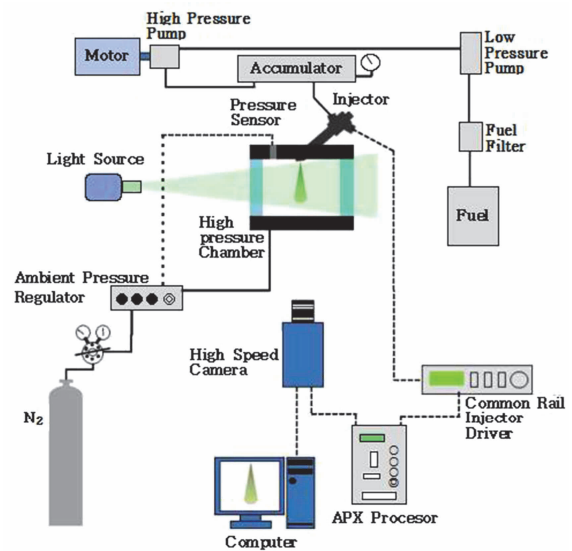 High Pressure
Pump
Motor
Low
Pressure
Pump
Accumulator
Pressure
Sensor
Injector
Fuel
Filter
Light Source
Fuel
High
pressure
Chamber
Ambient Pressure
Regulator
High Speed
Camera
N2
Common Rail
Injector
Driver
APX Procesor
Computer